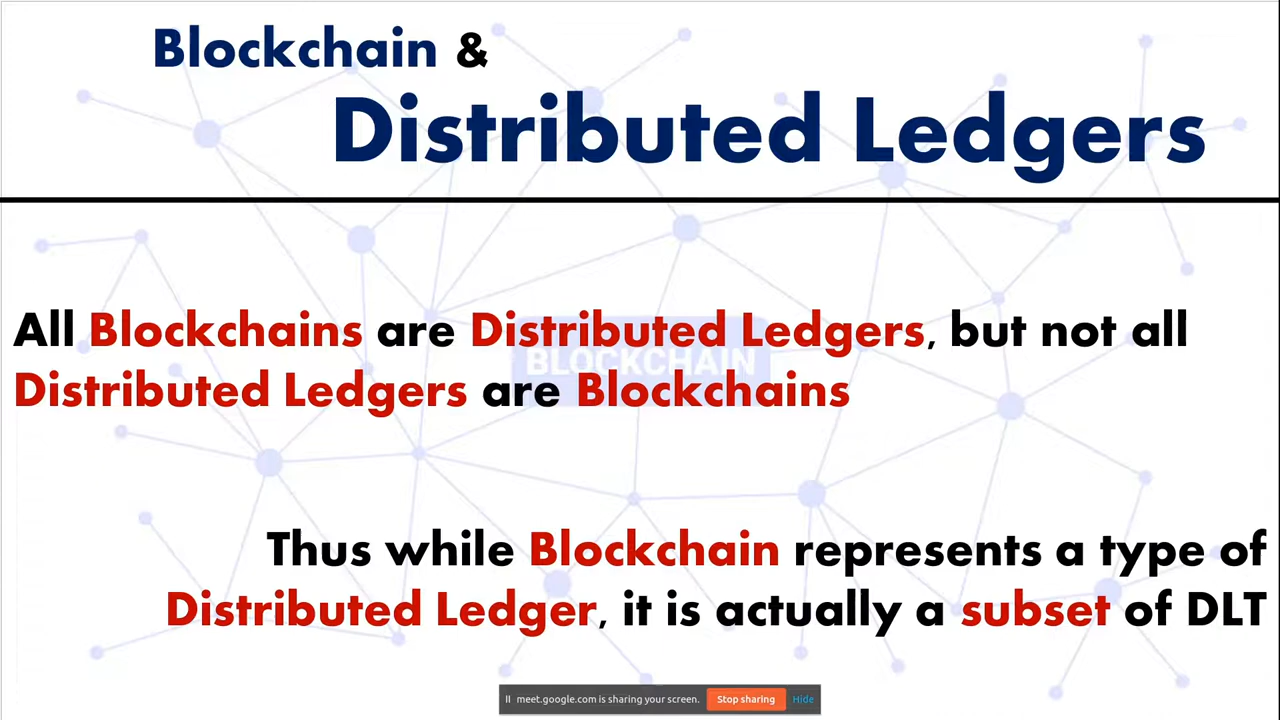 Blockchain &
Distributed Ledgers
All Blockchains are Distributed Ledgers, but not all
BLOCKCHAIN
Distributed Ledgers are Blockchains
Thus while Blockchain represents a type of
Distributed Ledger, it is actually a subset of DLT
meet.google.com is sharing your screen. Stop sharing Hide